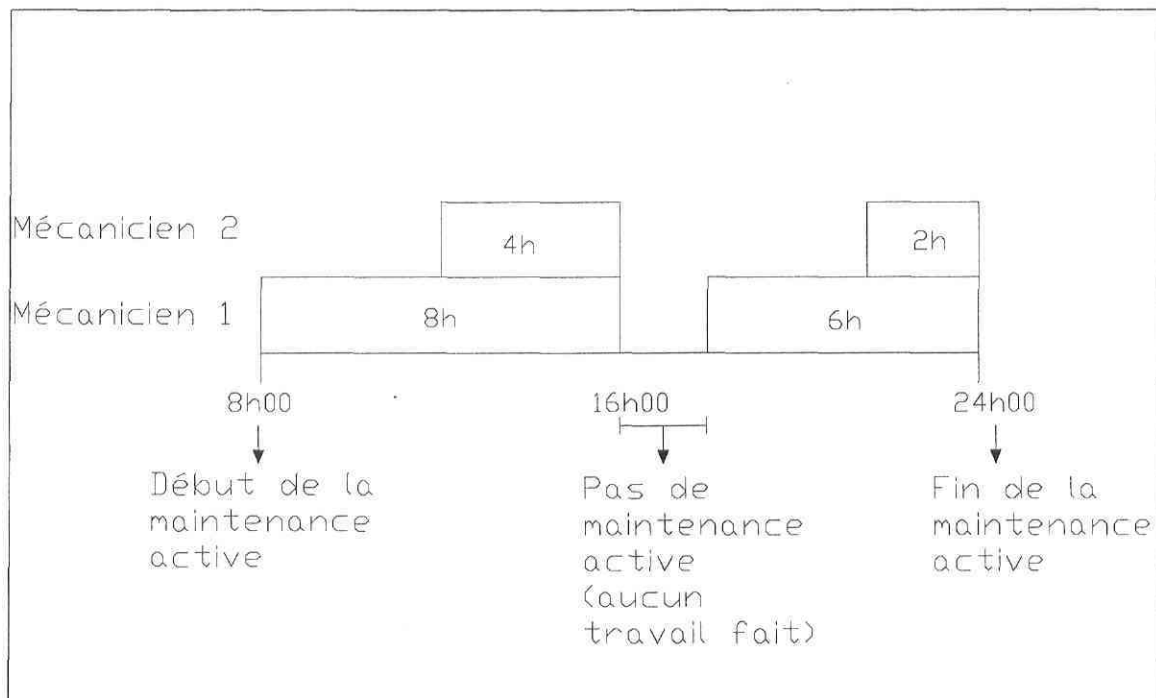 Mécanicien 2
4h
2h
Mécanicien 1
8h
6h
8h00
16h00
24h00
Début de la
maintenance
active
Pas de
maintenance
active
(aucun
travail fait)
Fin de la
maintenance
active